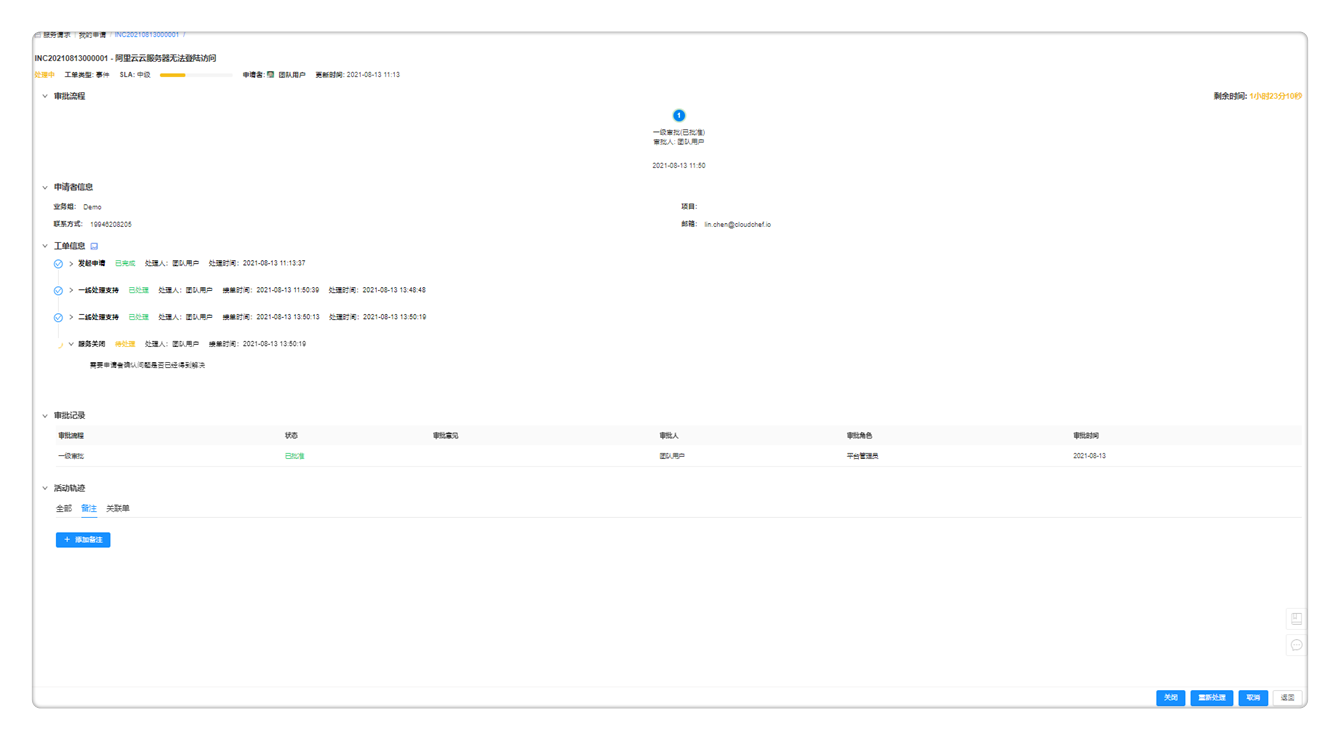 服务请求 / 我的申请 / INC20210813000001 /
INC20210813000001 - 阿里云云服务器无法登陆访问
处理中 工单类型: 事件 SLA: 中级 申请者: 团队用户 更新时间: 2021-08-13 11:13
审批流程 剩余时间: 1小时23分10秒
1
一级审批(已批准)
审批人: 团队用户
2021-08-13 11:50
申请者信息
业务组: Demo 项目:
联系方式: 19946208205 邮箱: lin.chen@cloudchef.io
工单信息
发起申请 已完成 处理人: 团队用户 处理时间: 2021-08-13 11:13:37
一线处理支持 已处理 处理人: 团队用户 接单时间: 2021-08-13 11:50:39 处理时间: 2021-08-13 13:48:48
二线处理支持 已处理 处理人: 团队用户 接单时间: 2021-08-13 13:50:13 处理时间: 2021-08-13 13:50:19
服务关闭 待处理 处理人: 团队用户 接单时间: 2021-08-13 13:50:19
需要申请者确认问题是否已经得到解决
审批记录
审批流程 状态 审批意见 审批人 审批角色 审批时间
一级审批 已批准 团队用户 平台管理员 2021-08-13
活动轨迹
全部 备注 关联单
+ 添加备注
关闭 重新处理 取消 返回